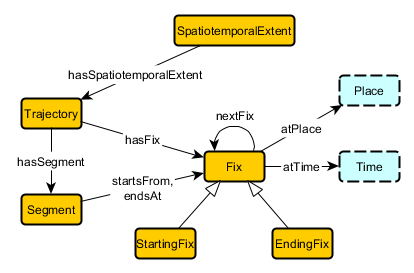 SpatiotemporalExtent
hasSpatiotemporalExtent
Place
nextFix
Trajectory
atPlace
hasFix
hasSegment
Fix
atTime
Time
startsFrom,
endsAt
Segment
StartingFix
EndingFix